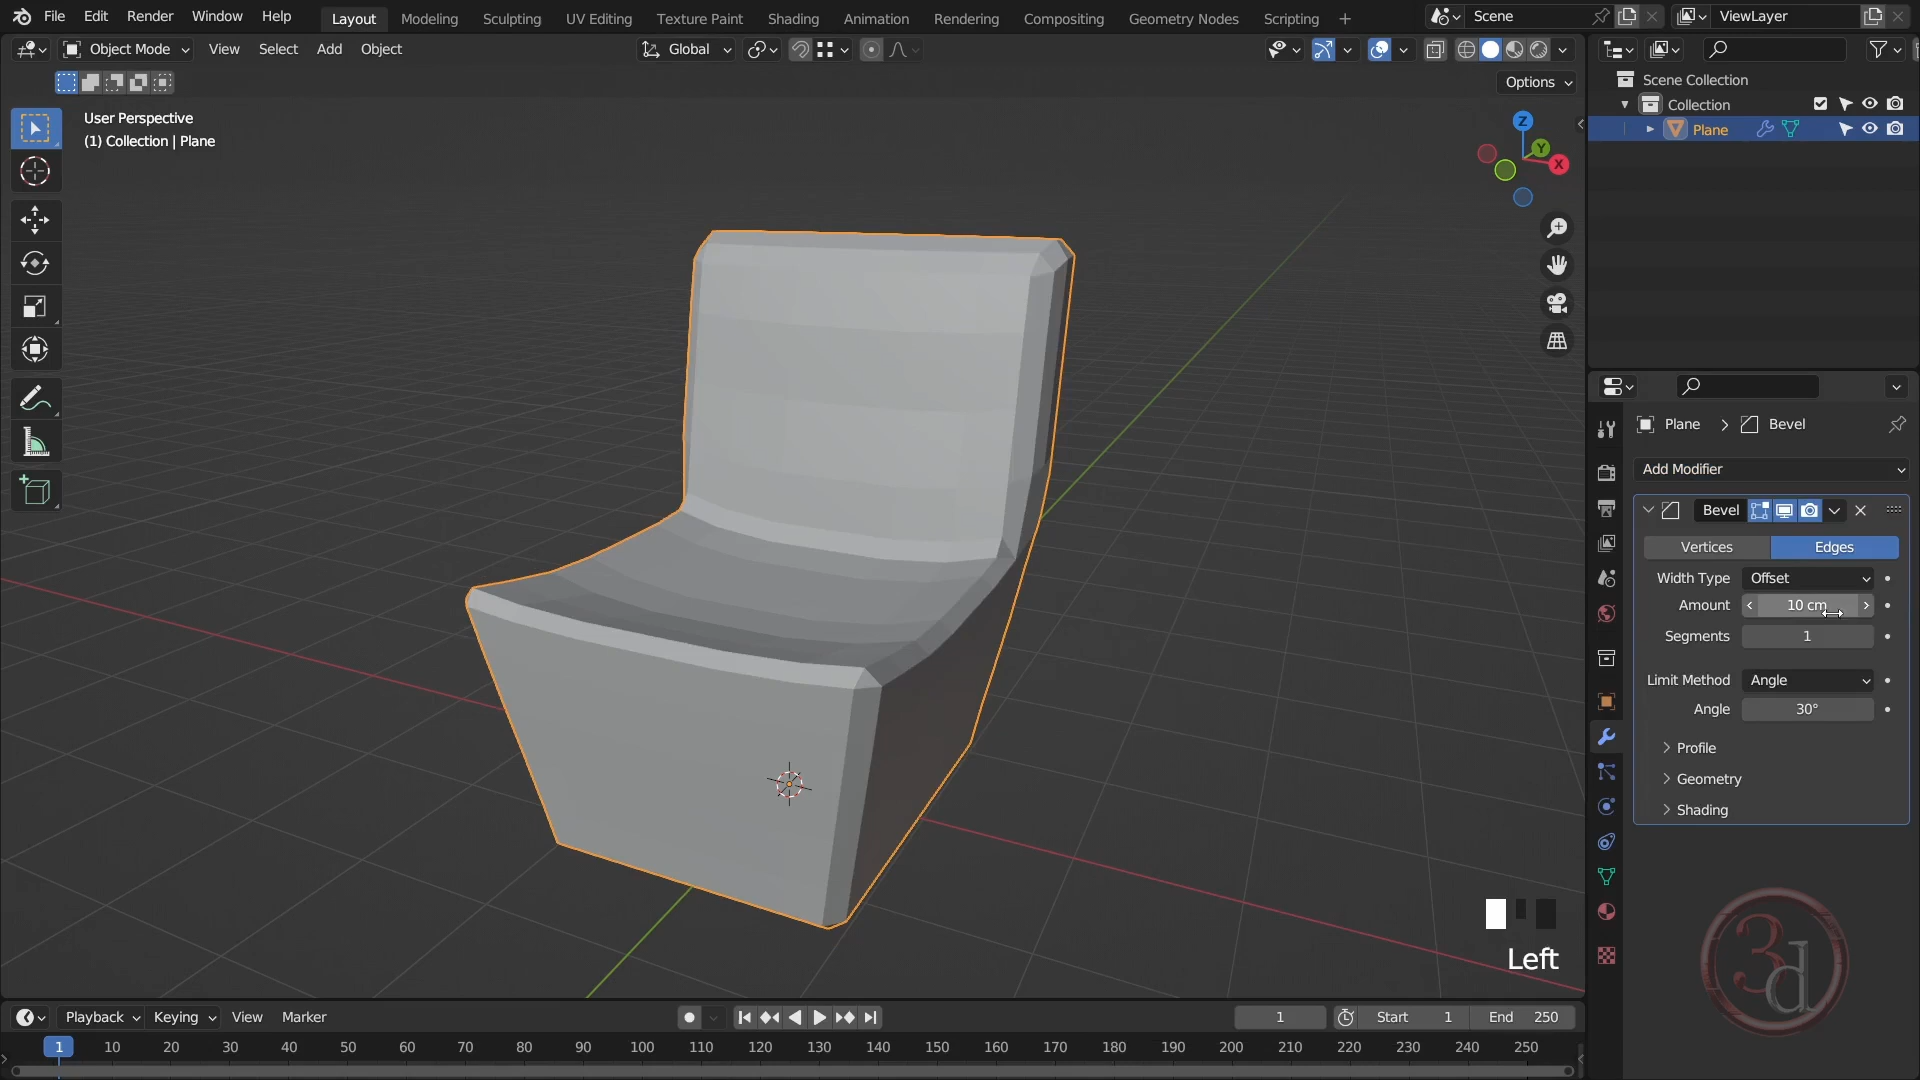 File Edit Render Window Help Layout Modeling Sculpting UV Editing Texture Paint Shading Animation Rendering Compositing Geometry Nodes Scripting + Scene ViewLayer
Object Mode View Select Add Object Global
Options
User Perspective
(1) Collection | Plane
Z
Y
X
Scene Collection
Collection
Plane
Plane > Bevel
Add Modifier
Bevel
Vertices Edges
Width Type Offset
Amount 10 cm
Segments 1
Limit Method Angle
Angle 30°
Profile
Geometry
Shading
Left
3d
Playback Keying View Marker 1 Start 1 End 250
1 10 20 30 40 50 60 70 80 90 100 110 120 130 140 150 160 170 180 190 200 210 220 230 240 250